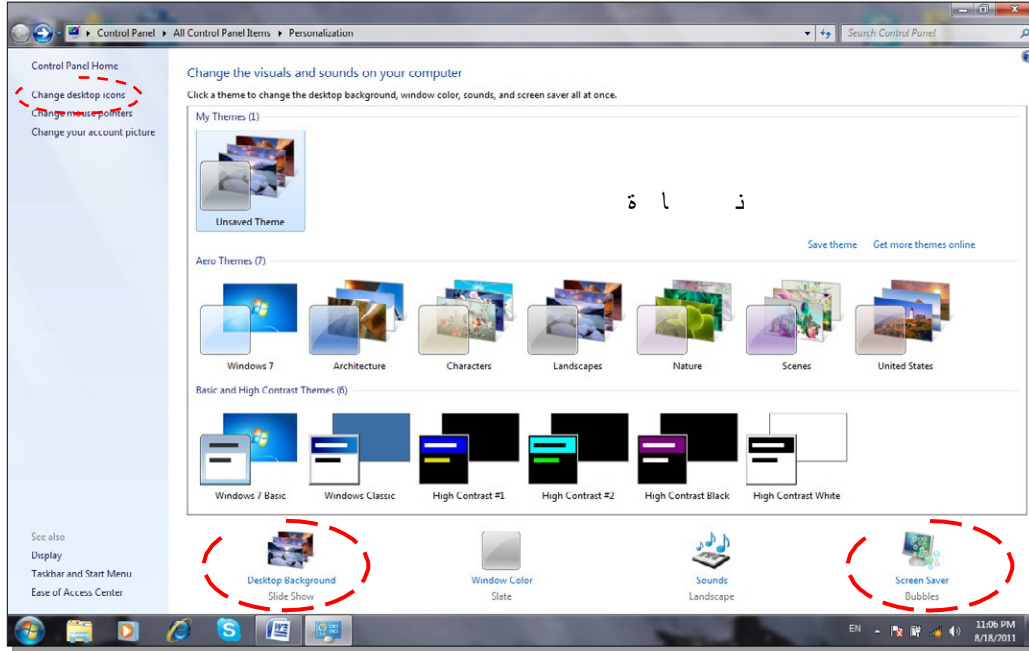 Control Panel ▸ All Control Panel Items ▸ Personalization
Search Control Panel
Control Panel Home
Change desktop icons
Change mouse pointers
Change your account picture
Change the visuals and sounds on your computer
Click a theme to change the desktop background, window color, sounds, and screen saver all at once.
My Themes (1)
Unsaved Theme
ن ا ة
Save theme Get more themes online
Aero Themes (7)
Windows 7 Architecture Characters Landscapes Nature Scenes United States
Basic and High Contrast Themes (6)
Windows 7 Basic Windows Classic High Contrast #1 High Contrast #2 High Contrast Black High Contrast White
See also
Display
Taskbar and Start Menu
Ease of Access Center
Desktop Background Window Color Sounds Screen Saver
Slide Show Slate Landscape Bubbles
EN 11:06 PM
8/18/2011